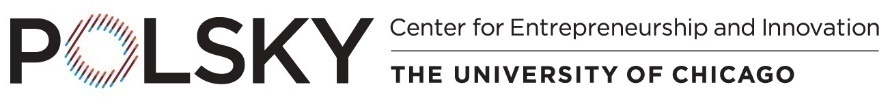 POLSKY
Center for Entrepreneurship and Innovation
THE UNIVERSITY OF CHICAGO